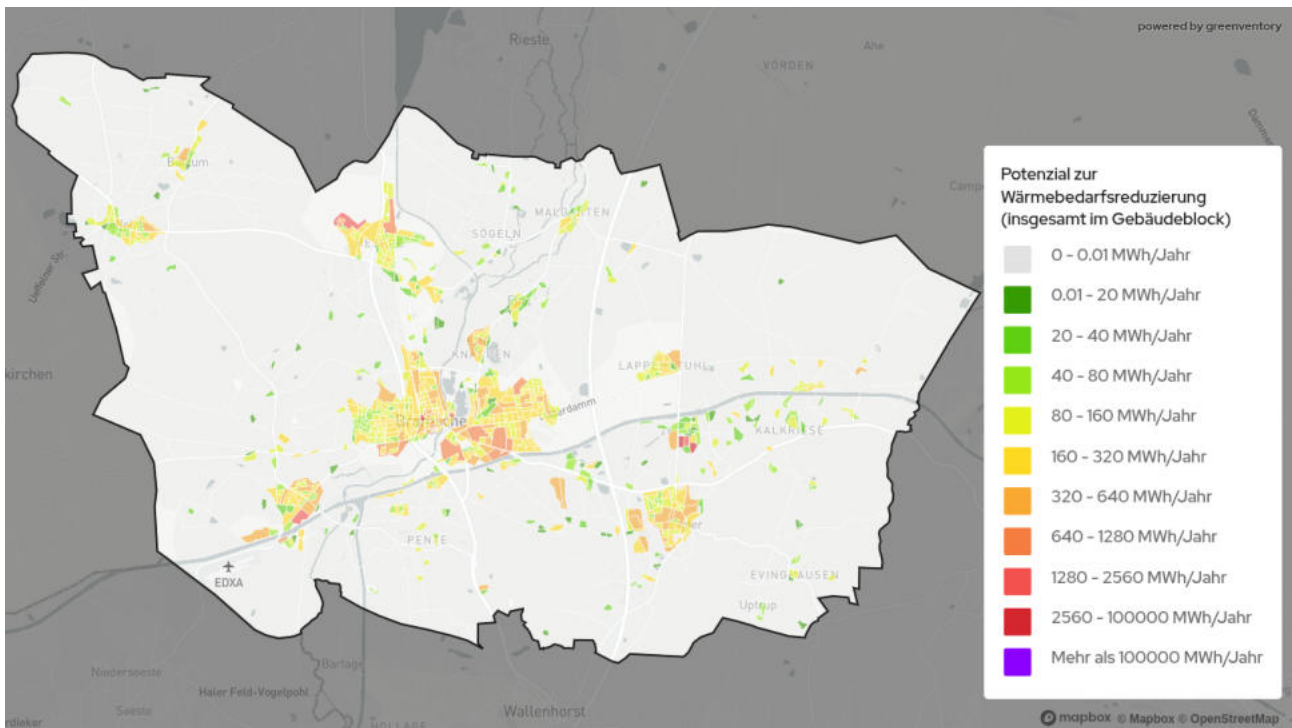 powered by greenventory
Rieste
Ahe
VÖRDEN
MALGARTEN
SÖGELN
Ueffelner Str.
KALKRIESE
PENTE
EVINGHAUSEN
Uptrup
EDXA
Niederseeste
Bartage
Haler Feld-Vogelpohl
Seeste
HOLLAGE
Wallenhorst
Potenzial zur
Wärmebedarfsreduzierung
(insgesamt im Gebäudeblock)
0 - 0.01 MWh/Jahr
0.01 - 20 MWh/Jahr
20 - 40 MWh/Jahr
40 - 80 MWh/Jahr
80 - 160 MWh/Jahr
160 - 320 MWh/Jahr
320 - 640 MWh/Jahr
640 - 1280 MWh/Jahr
1280 - 2560 MWh/Jahr
2560 - 100000 MWh/Jahr
Mehr als 100000 MWh/Jahr
mapbox © Mapbox © OpenStreetMap